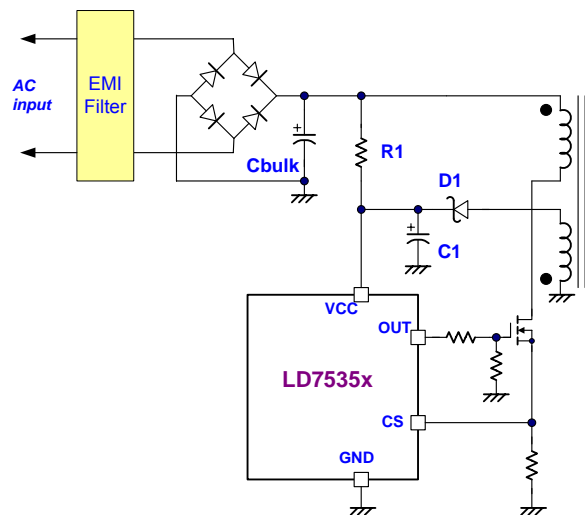 AC
input
EMI
Filter
Cbulk
+
R1
D1
+
C1
VCC
OUT
LD7535x
CS
GND